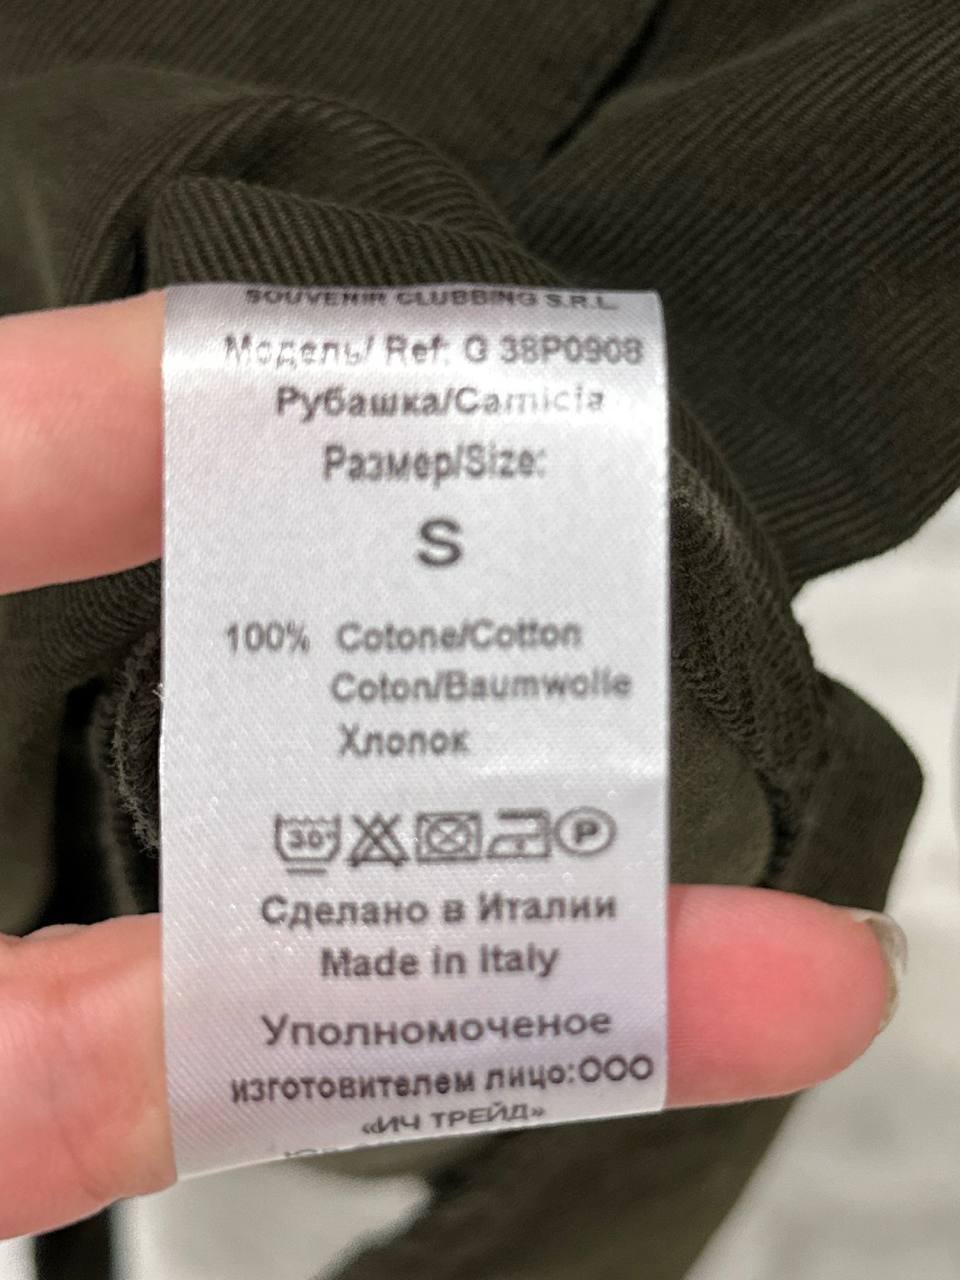 SOUVENIR CLUBBING S.R.L.
Модель/ Ref: G 38P0908
Рубашка/Camicia
Размер/Size:
S
100% Cotone/Cotton
Coton/Baumwolle
Хлопок
30° P
Сделано в Италии
Made in Italy
Уполномоченое
изготовителем лицо:ООО
«ИЧ ТРЕЙД»